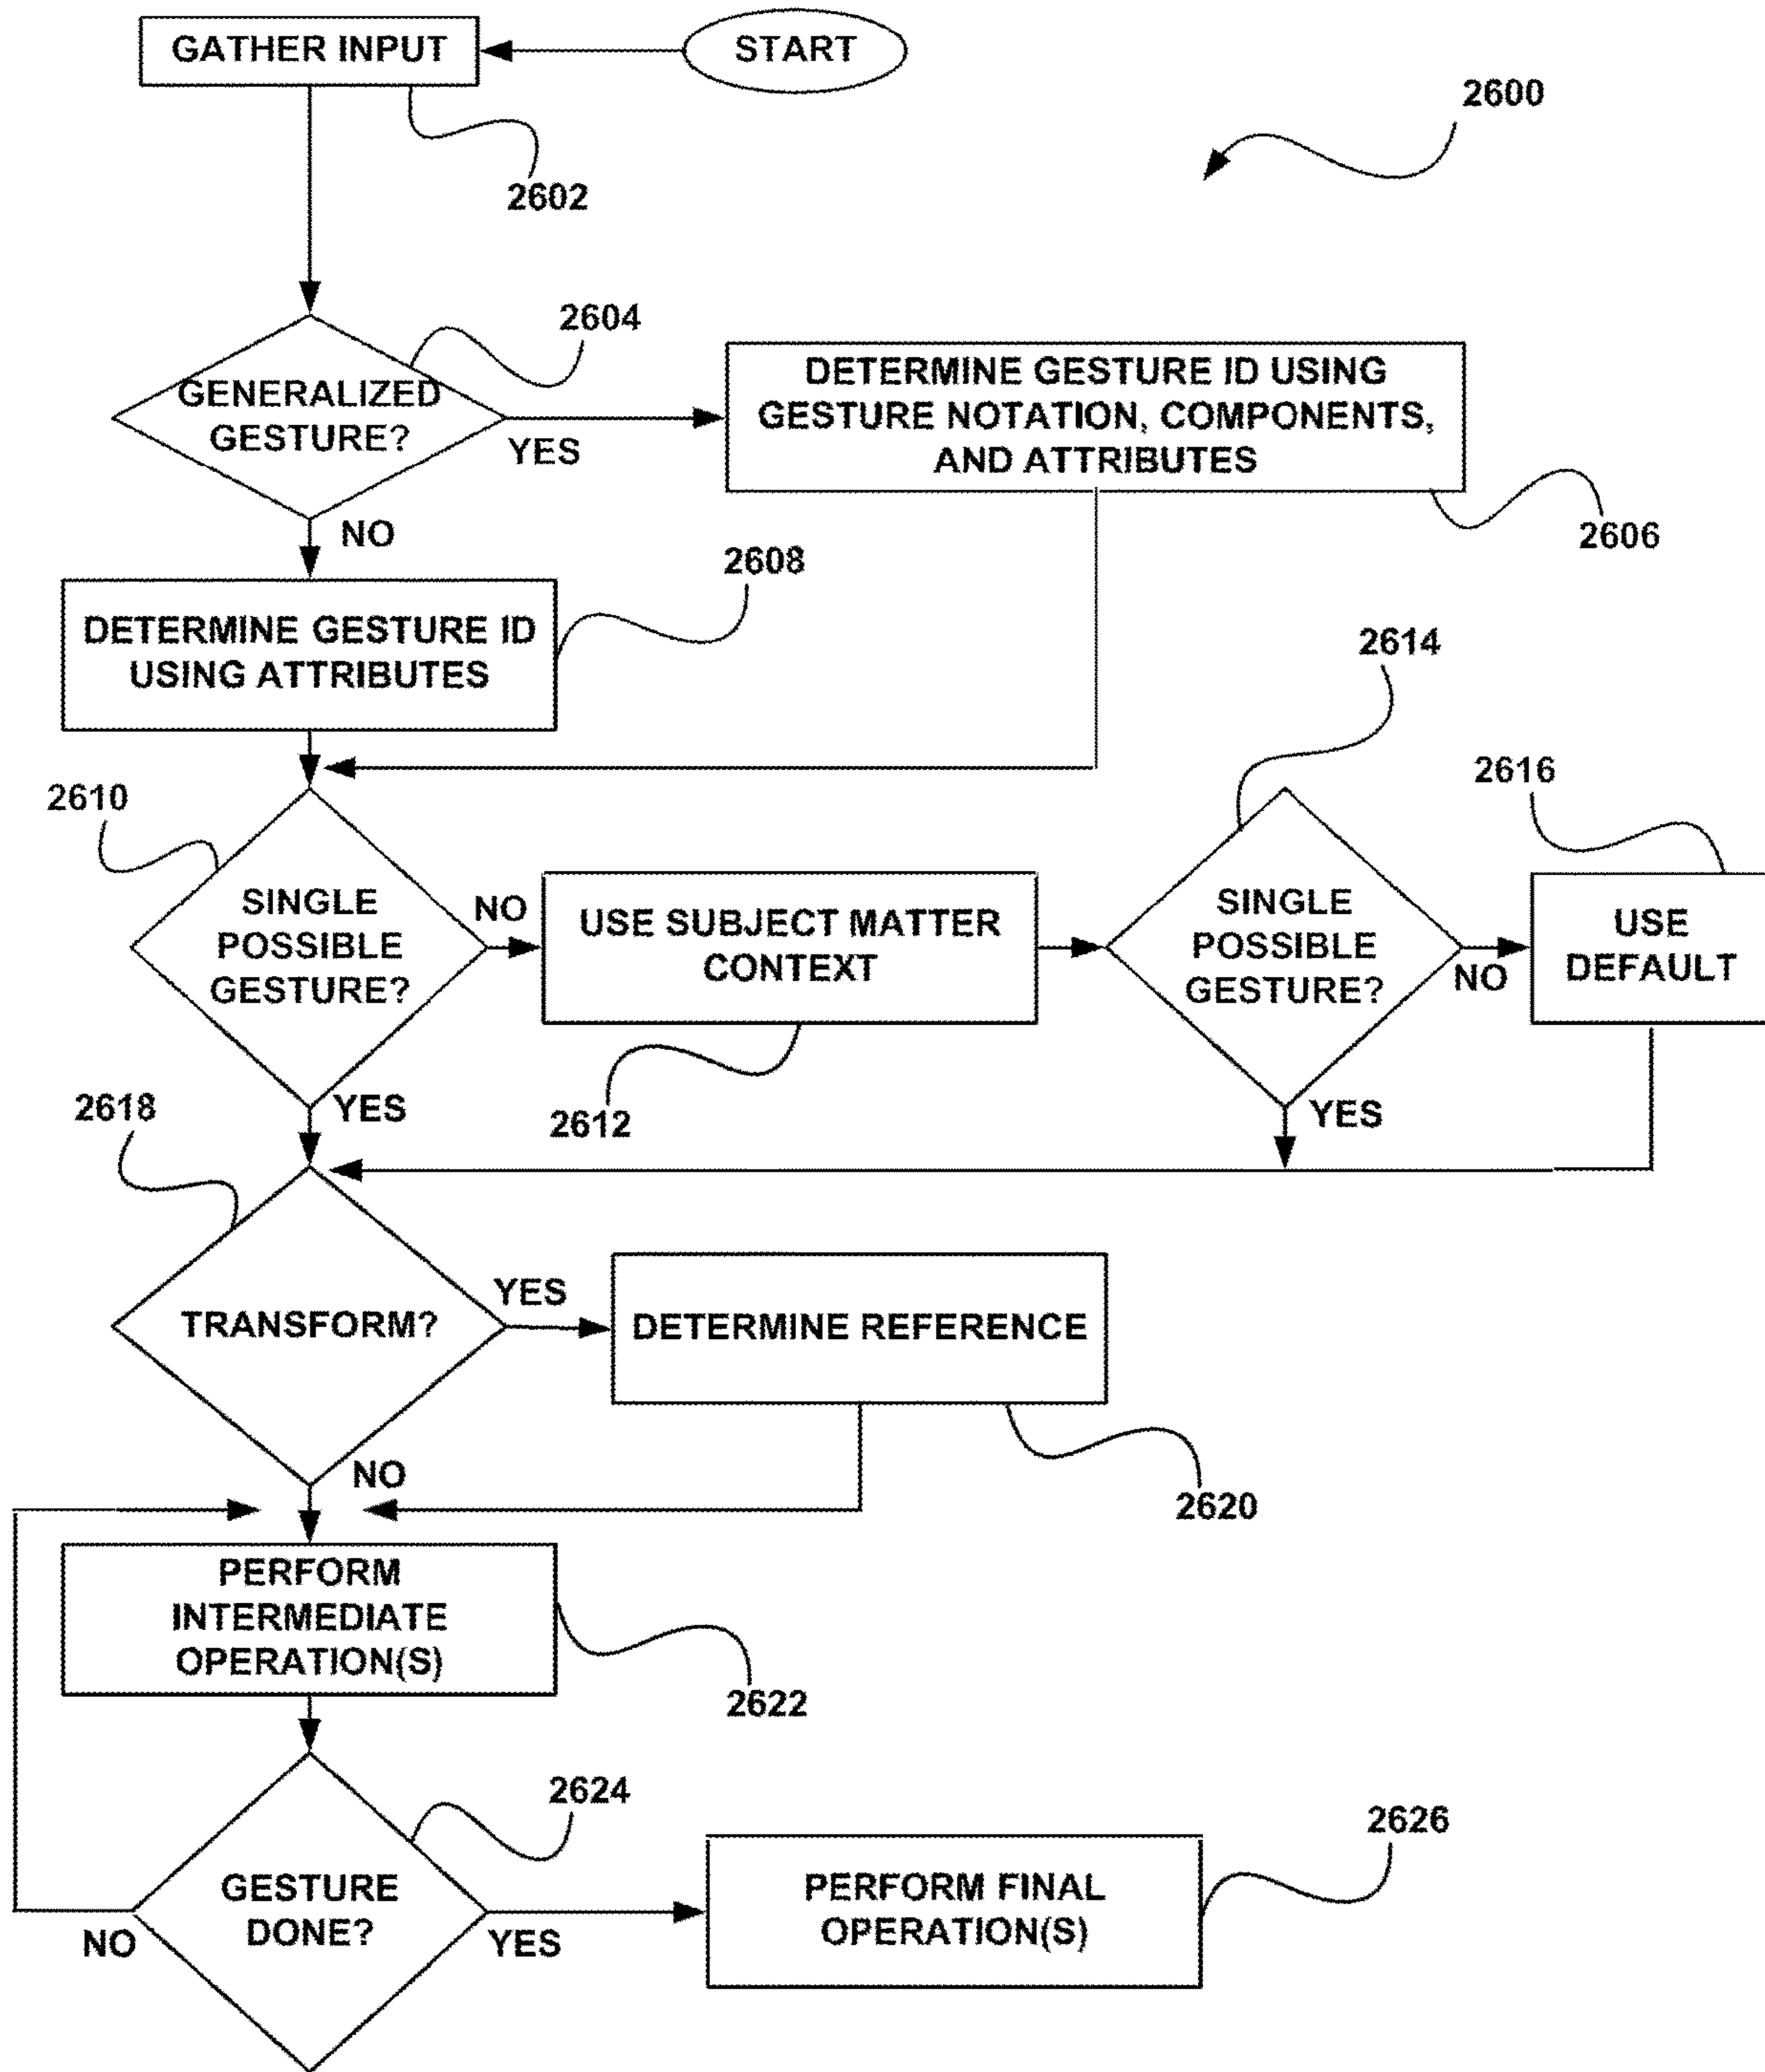 GATHER INPUT
START
2600
2602
2604
GENERALIZED
GESTURE?
YES
DETERMINE GESTURE ID USING
GESTURE NOTATION, COMPONENTS,
AND ATTRIBUTES
2606
NO
2608
DETERMINE GESTURE ID
USING ATTRIBUTES
2614
2610
2616
SINGLE
POSSIBLE
GESTURE?
NO
USE SUBJECT MATTER
CONTEXT
SINGLE
POSSIBLE
GESTURE?
NO
USE
DEFAULT
2612
YES
YES
2618
TRANSFORM?
YES
DETERMINE REFERENCE
2620
NO
PERFORM
INTERMEDIATE
OPERATION(S)
2622
2624
GESTURE
DONE?
NO
YES
PERFORM FINAL
OPERATION(S)
2626